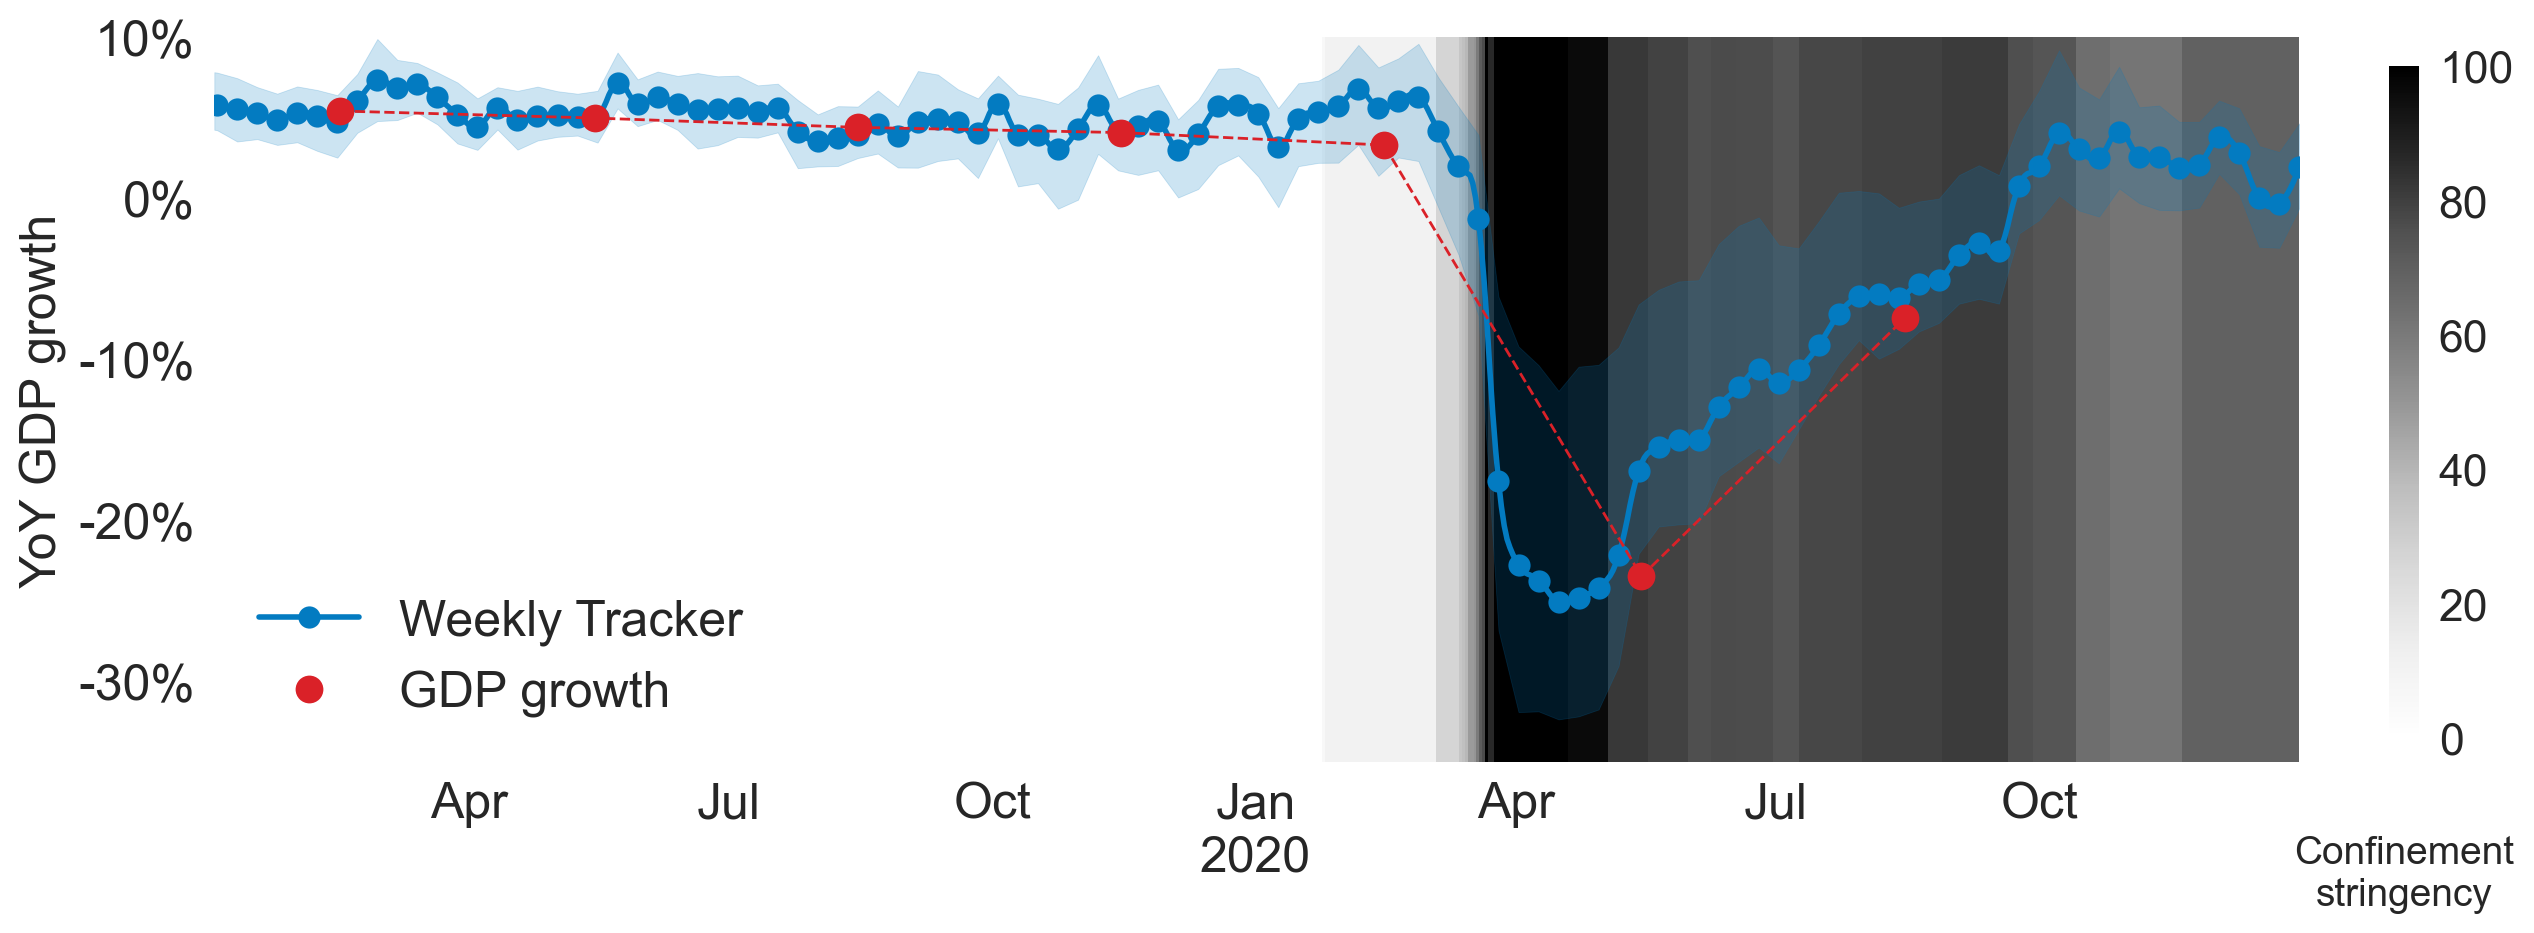 10%
0%
-10%
-20%
-30%
YoY GDP growth
Weekly Tracker
GDP growth
Apr
Jul
Oct
Jan
2020
Apr
Jul
Oct
100
80
60
40
20
0
Confinement
stringency